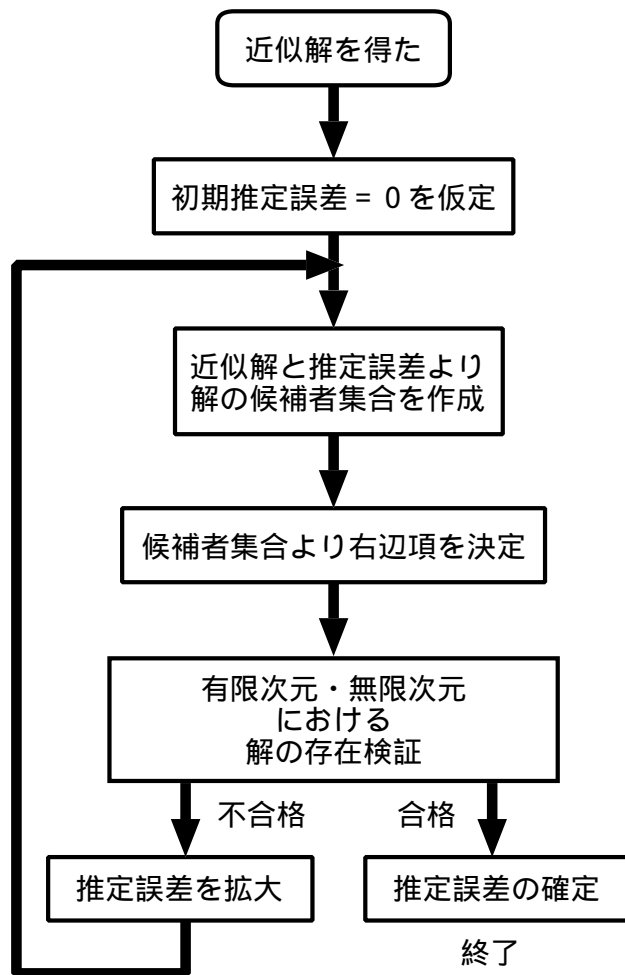 近似解を得た
初期推定誤差 = 0 を仮定
近似解と推定誤差より
解の候補者集合を作成
候補者集合より右辺項を決定
有限次元・無限次元
における
解の存在検証
不合格
合格
推定誤差を拡大
推定誤差の確定
終了